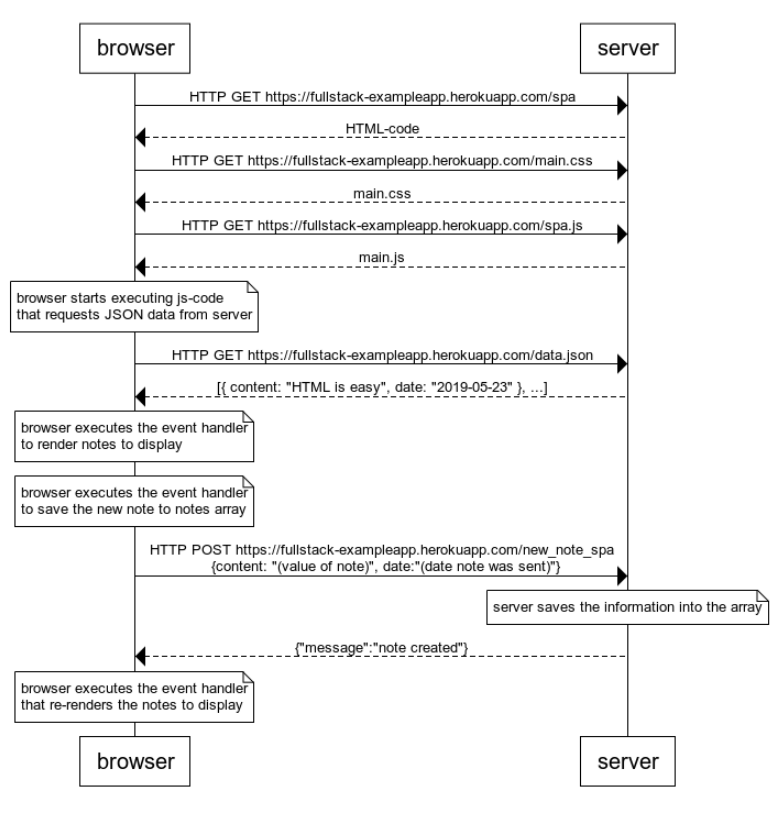 browser
server
HTTP GET https://fullstack-exampleapp.herokuapp.com/spa
HTML-code
HTTP GET https://fullstack-exampleapp.herokuapp.com/main.css
main.css
HTTP GET https://fullstack-exampleapp.herokuapp.com/spa.js
main.js
browser starts executing js-code
that requests JSON data from server
HTTP GET https://fullstack-exampleapp.herokuapp.com/data.json
[{ content: "HTML is easy", date: "2019-05-23" }, ...]
browser executes the event handler
to render notes to display
browser executes the event handler
to save the new note to notes array
HTTP POST https://fullstack-exampleapp.herokuapp.com/new_note_spa
{content: "(value of note)", date:"(date note was sent)"}
server saves the information into the array
{"message":"note created"}
browser executes the event handler
that re-renders the notes to display
browser
server